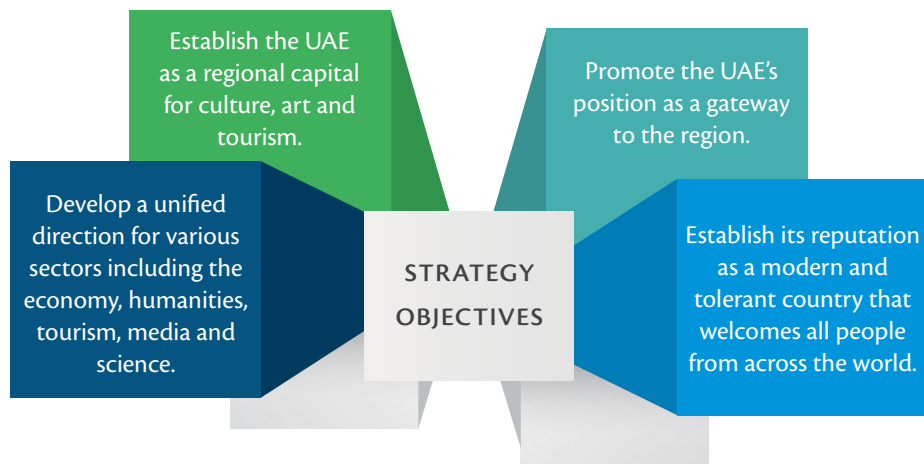 Establish the UAE
as a regional capital
for culture, art and
tourism.
Promote the UAE's
position as a gateway
to the region.
Develop a unified
direction for various
sectors including the
economy, humanities,
tourism, media and
science.
STRATEGY
OBJECTIVES
Establish its reputation
as a modern and
tolerant country that
welcomes all people
from across the world.